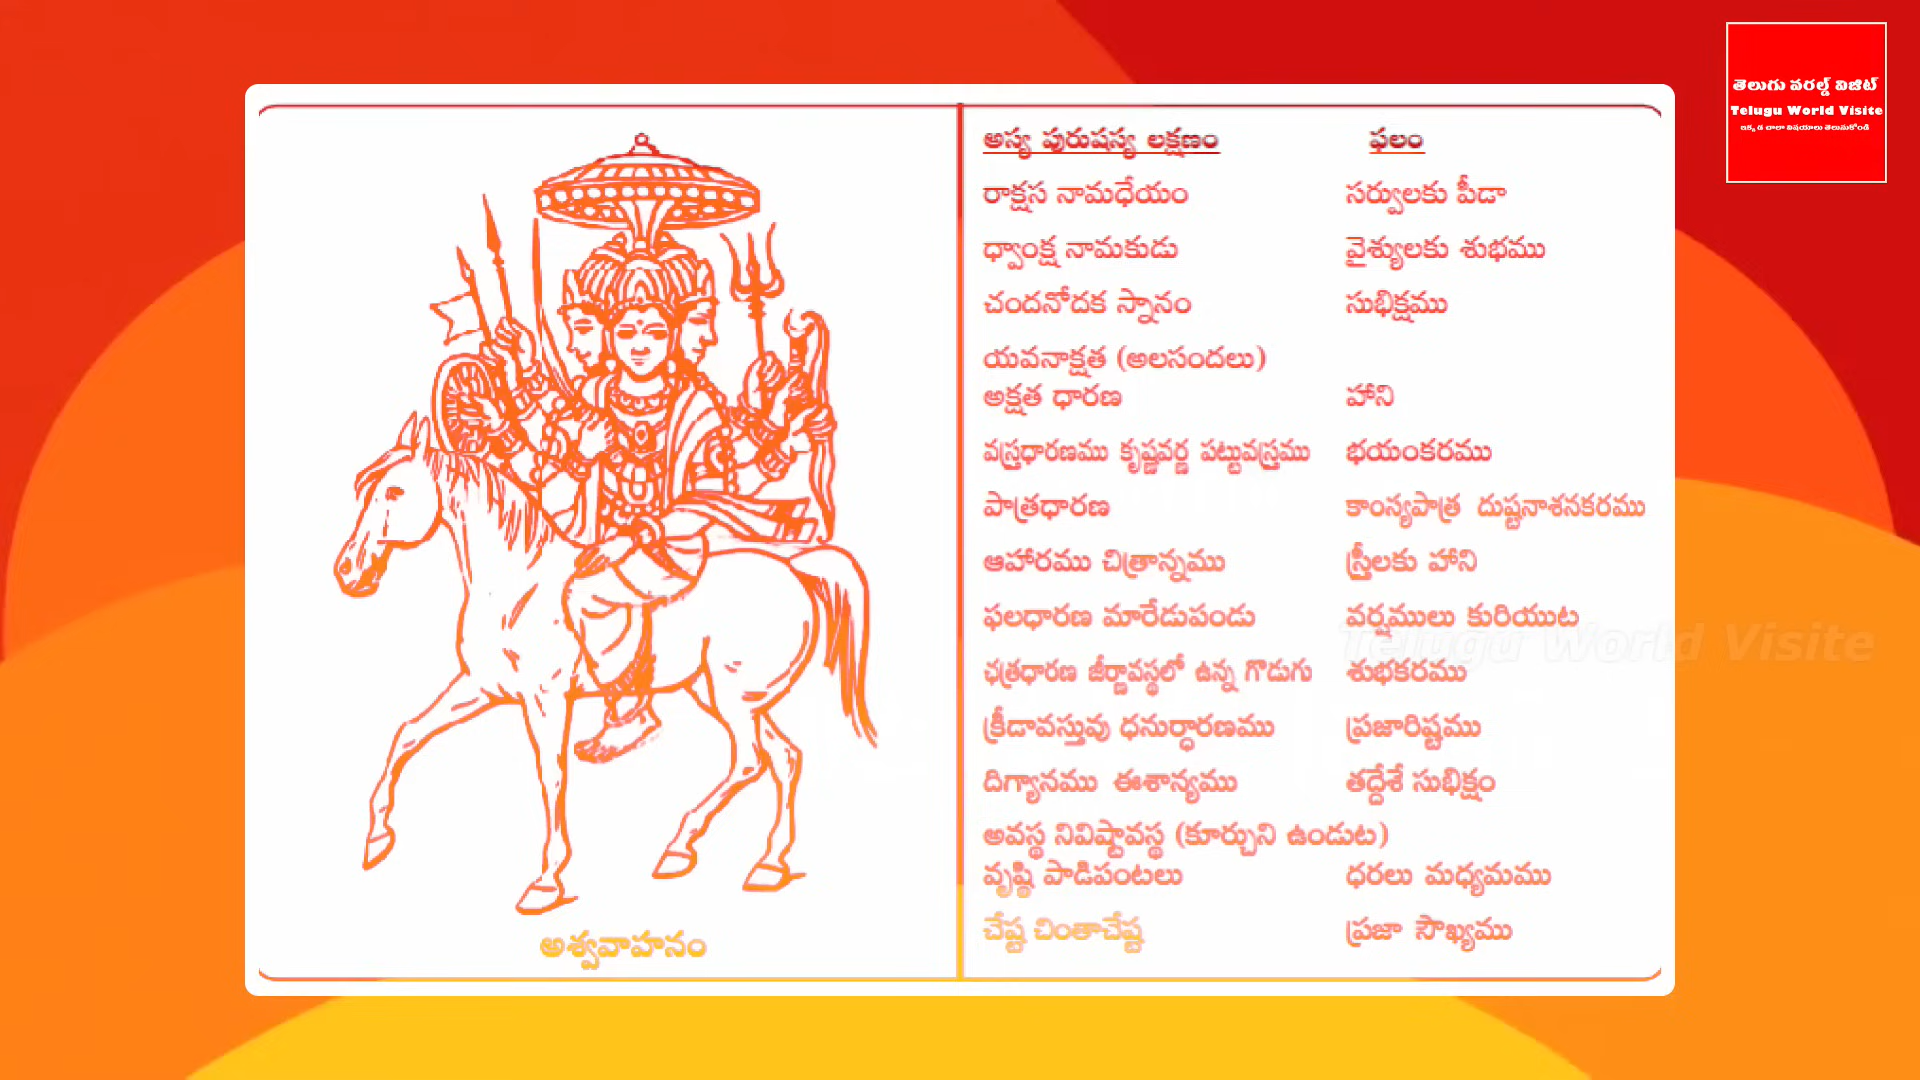 తెలుగు వరల్డ్ విజిట్
Telugu World Visite
ఇక్కడ చాలా విషయాలు తెలుసుకోండి
అస్య పురుషస్య లక్షణం ఫలం
రాక్షస నామధేయం సర్వులకు పీడా
ధ్వాంక్ష నామకుడు వైశ్యులకు శుభము
చందనోదక స్నానం సుభిక్షము
యవనాక్షత (అలసందలు)
అక్షత ధారణ హాని
వస్త్రధారణము కృష్ణవర్ణ పట్టువస్త్రము భయంకరము
పాత్రధారణ కాంస్యపాత్ర దుష్టనాశనకరము
ఆహారము చిత్రాన్నము స్త్రీలకు హాని
ఫలధారణ మారేడుపండు వర్షములు కురియుట
ఛత్రధారణ జీర్ణావస్థలో ఉన్న గొడుగు శుభకరము
క్రీడావస్తువు ధనుర్ధారణము ప్రజారిష్టము
దిగ్యానము ఈశాన్యము తద్దేశే సుభిక్షం
అవస్థ నివిష్టావస్థ (కూర్చుని ఉండుట)
వృష్ఠి పాడిపంటలు ధరలు మధ్యమము
చేష్ట చింతాచేష్ట ప్రజా సౌఖ్యము
అశ్వవాహనం
Telugu World Visite